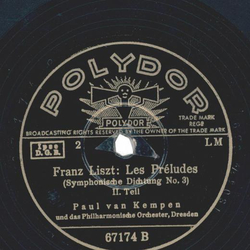 POLYDOR
POLYDOR
TRADE MARK
REGD
BROADCASTING RIGHTS RESERVED BY THE OWNER OF THE TRADE MARK
D.G.R.
2
LM
Franz Liszt: Les Préludes
(Symphonische Dichtung No. 3)
II. Teil
Paul van Kempen
und das Philharmonische Orchester, Dresden
67174 B